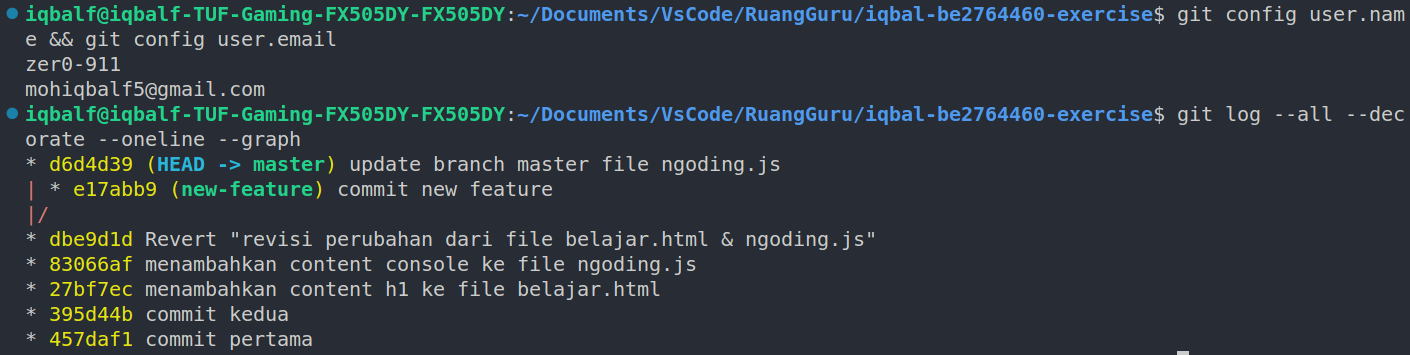 iqbalf@iqbalf-TUF-Gaming-FX505DY-FX505DY:~/Documents/VsCode/RuangGuru/iqbal-be2764460-exercise$ git config user.nam
e && git config user.email
zer0-911
mohiqbalf5@gmail.com
iqbalf@iqbalf-TUF-Gaming-FX505DY-FX505DY:~/Documents/VsCode/RuangGuru/iqbal-be2764460-exercise$ git log --all --dec
orate --oneline --graph
* d6d4d39 (HEAD -> master) update branch master file ngoding.js
| * e17abb9 (new-feature) commit new feature
|/
* dbe9d1d Revert "revisi perubahan dari file belajar.html & ngoding.js"
* 83066af menambahkan content console ke file ngoding.js
* 27bf7ec menambahkan content h1 ke file belajar.html
* 395d44b commit kedua
* 457daf1 commit pertama